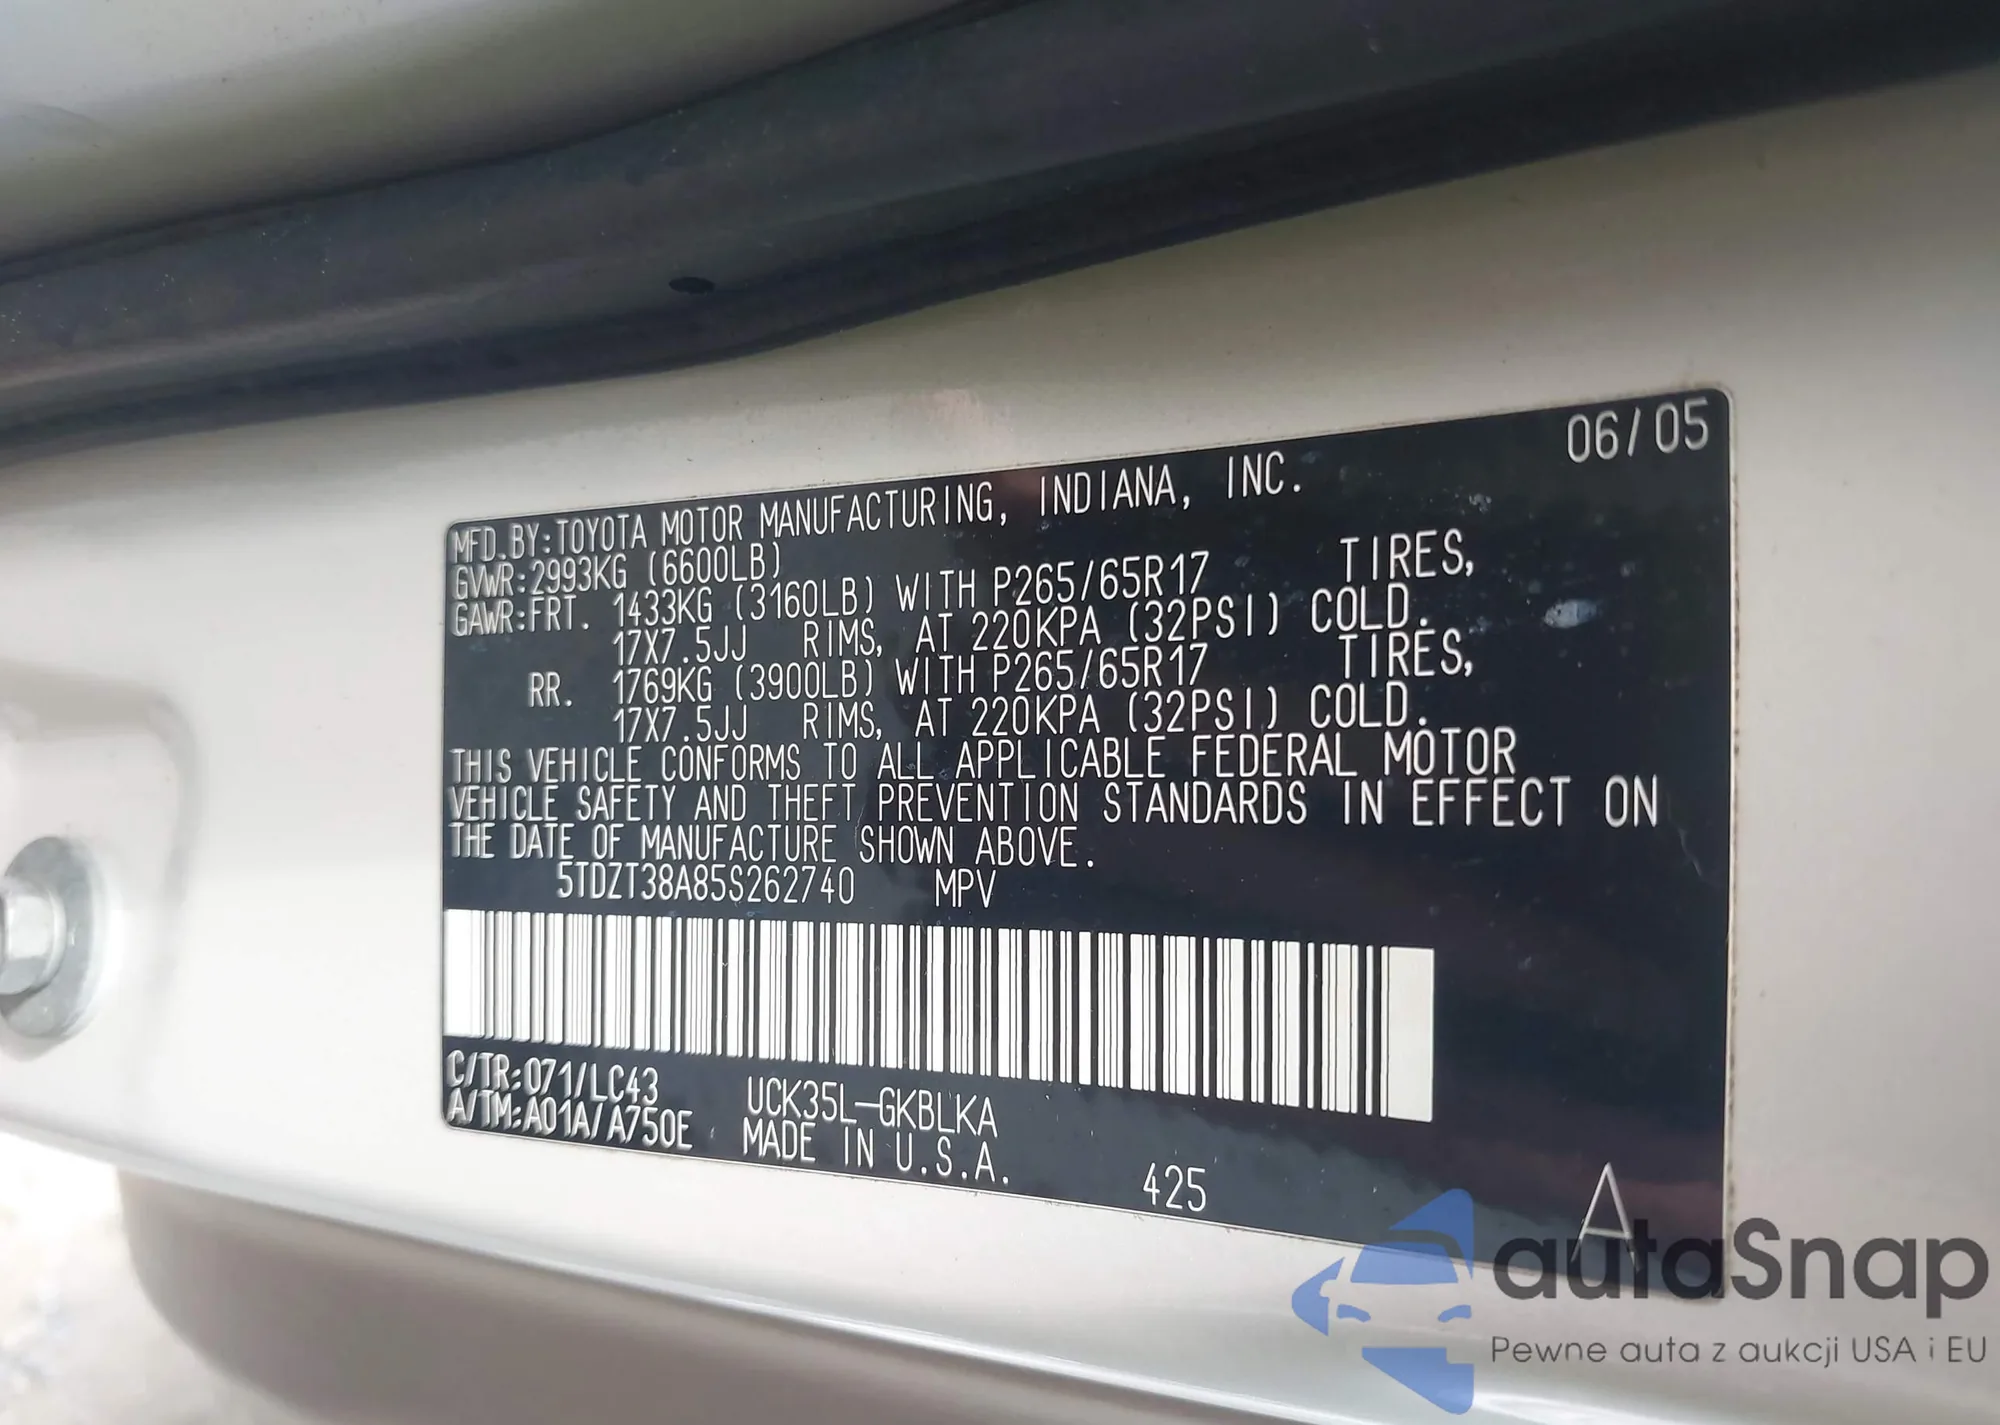 06/05
MFD.BY:TOYOTA MOTOR MANUFACTURING, INDIANA, INC.
GVWR:2993KG (6600LB)
GAWR:FRT. 1433KG (3160LB) WITH P265/65R17 TIRES,
17X7.5JJ RIMS, AT 220KPA (32PSI) COLD.
RR. 1769KG (3900LB) WITH P265/65R17 TIRES,
17X7.5JJ RIMS, AT 220KPA (32PSI) COLD.
THIS VEHICLE CONFORMS TO ALL APPLICABLE FEDERAL MOTOR
VEHICLE SAFETY AND THEFT PREVENTION STANDARDS IN EFFECT ON
THE DATE OF MANUFACTURE SHOWN ABOVE.
5TDZT38A85S262740 MPV
C/TR:071/LC43 UCK35L-GKBLKA
A/TM:A01A/A750E MADE IN U.S.A.
425
A
autaSnap
Pewne auta z aukcji USA i EU